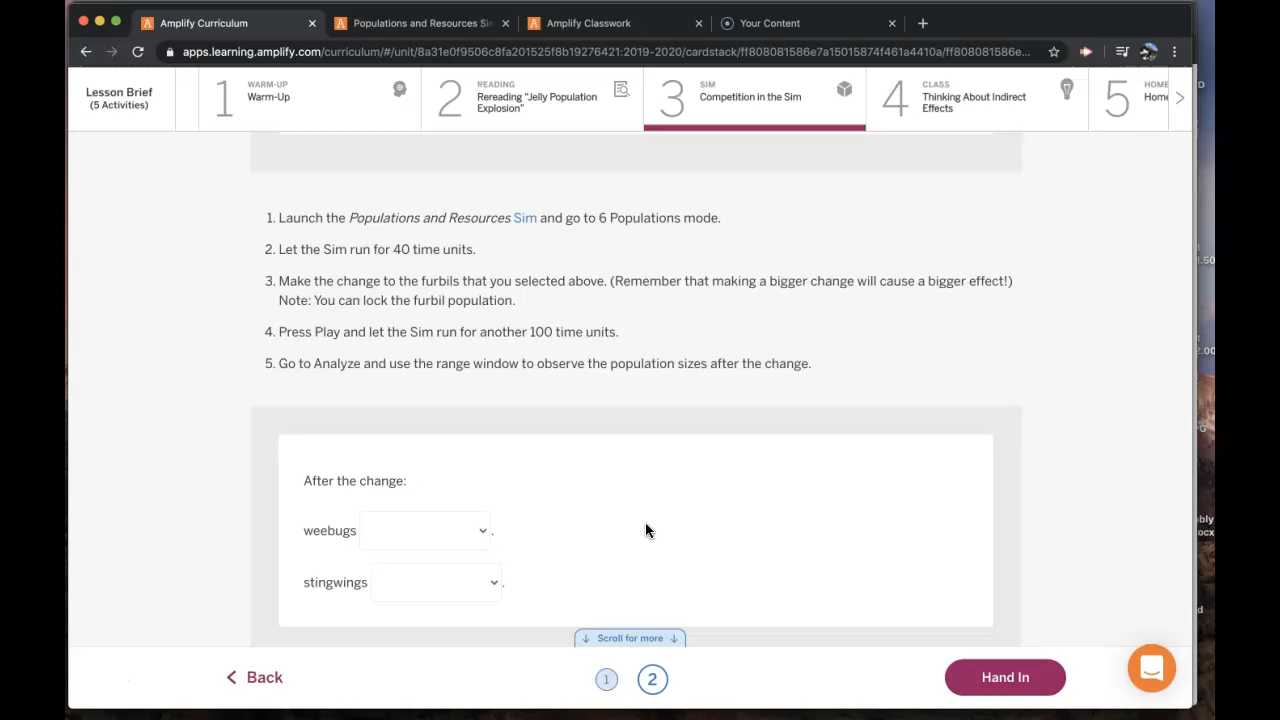 Amplify Curriculum
Populations and Resources Sim
Amplify Classwork
Your Content
apps.learning.amplify.com/curriculum/#/unit/8a31e0f9506c8fa201525f8b19276421:2019-2020/cardstack/ff808081586e7a15015874f461a4410a/ff808081586e...
Lesson Brief
(5 Activities)
1
WARM-UP
Warm-Up
2
READING
Rereading "Jelly Population
Explosion"
3
SIM
Competition in the Sim
4
CLASS
Thinking About Indirect
Effects
5
HOME
Home
1. Launch the Populations and Resources Sim and go to 6 Populations mode.
2. Let the Sim run for 40 time units.
3. Make the change to the furbils that you selected above. (Remember that making a bigger change will cause a bigger effect!)
Note: You can lock the furbil population.
4. Press Play and let the Sim run for another 100 time units.
5. Go to Analyze and use the range window to observe the population sizes after the change.
After the change:
weebugs .
stingwings .
Scroll for more
Back
1
2
Hand In